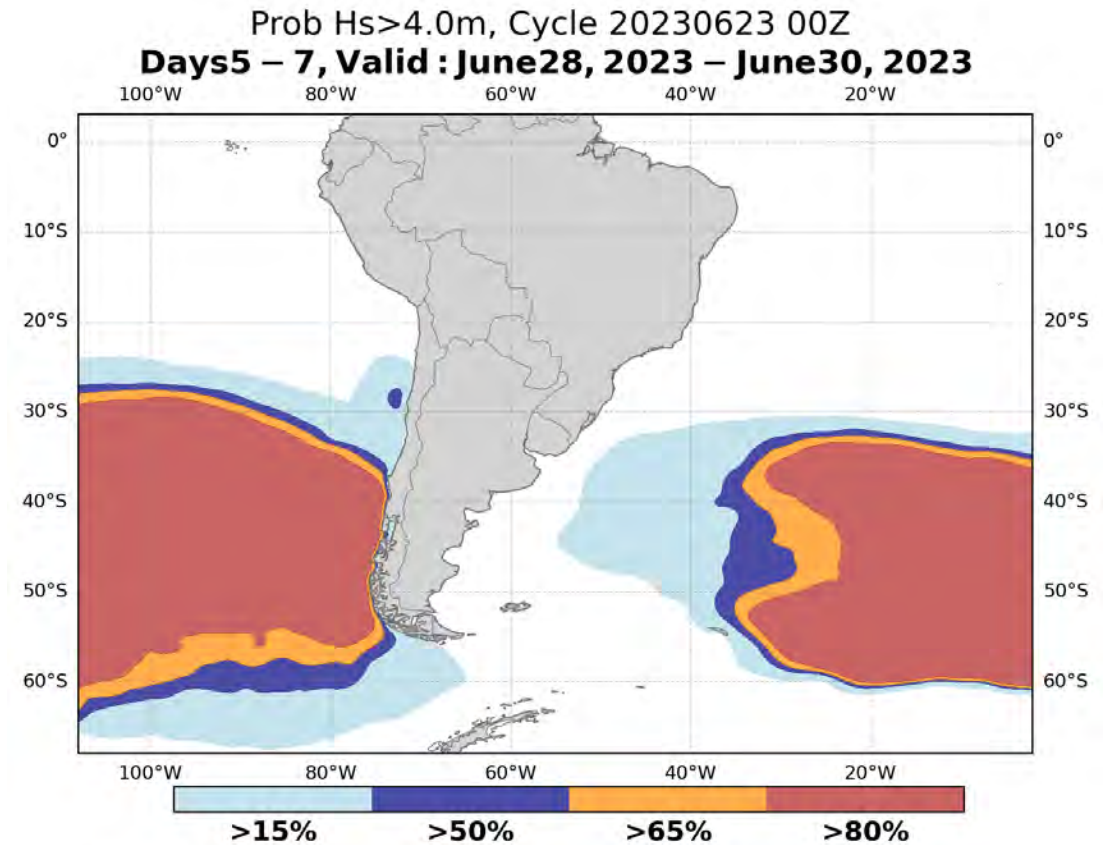 Prob Hs>4.0m, Cycle 20230623 00Z
Days5 – 7, Valid : June28, 2023 – June30, 2023
100°W 80°W 60°W 40°W 20°W
0° 0°
10°S 10°S
20°S 20°S
30°S 30°S
40°S 40°S
50°S 50°S
60°S 60°S
100°W 80°W 60°W 40°W 20°W
>15% >50% >65% >80%